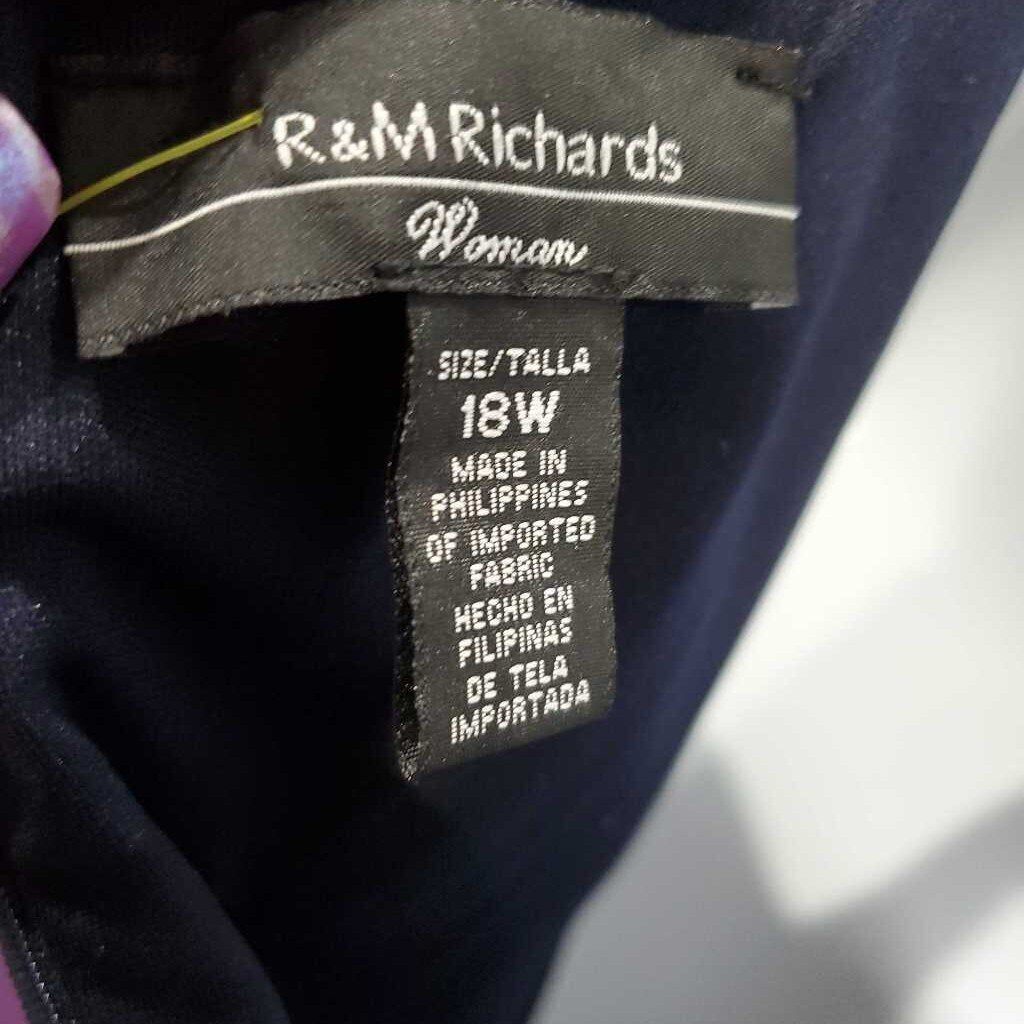 R&M Richards
Woman
SIZE/TALLA
18W
MADE IN
PHILIPPINES
OF IMPORTED
FABRIC
HECHO EN
FILIPINAS
DE TELA
IMPORTADA